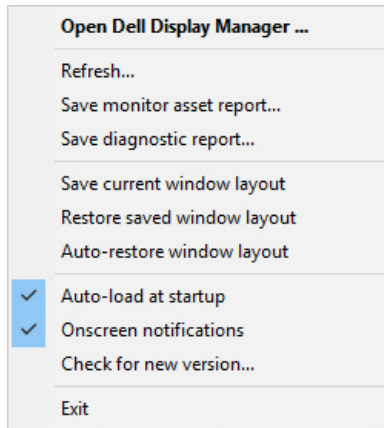 Open Dell Display Manager ...
Refresh...
Save monitor asset report...
Save diagnostic report...
Save current window layout
Restore saved window layout
Auto-restore window layout
Auto-load at startup
Onscreen notifications
Check for new version...
Exit